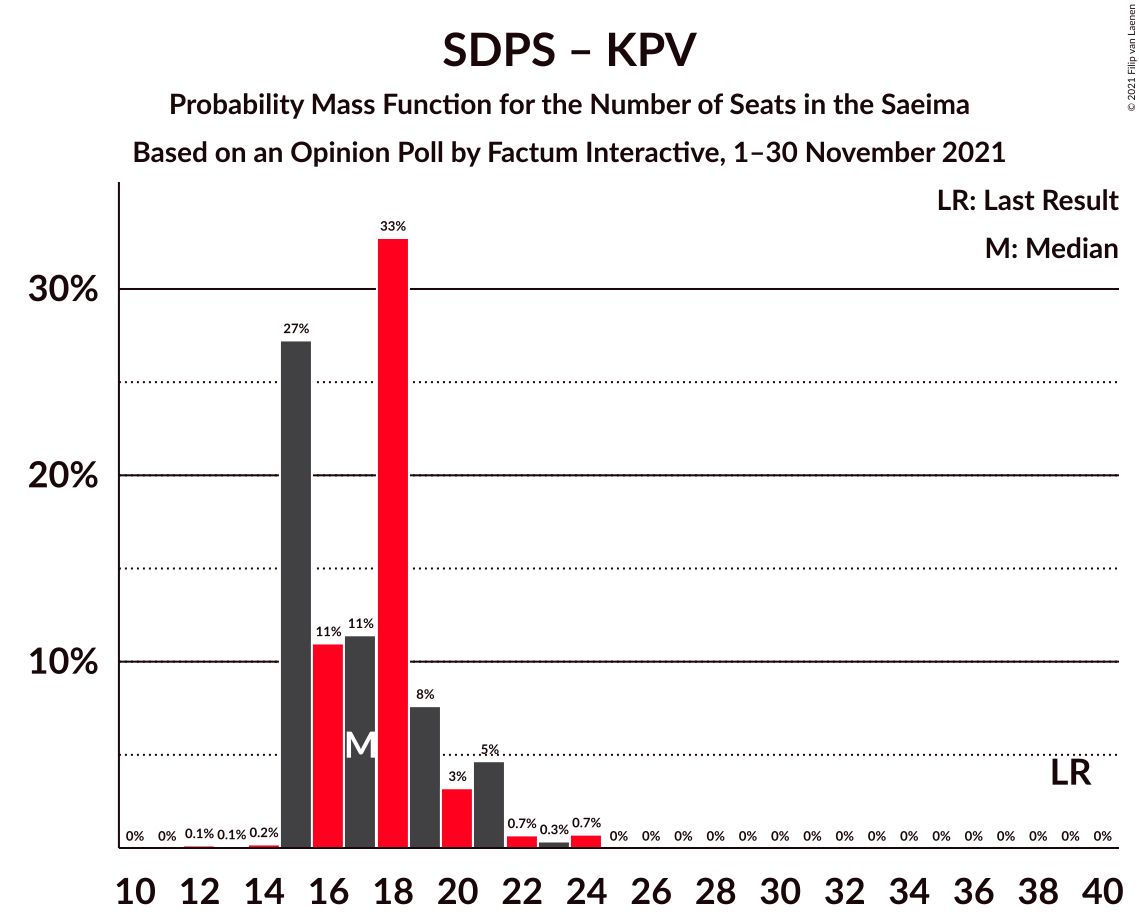 SDPS – KPV
Probability Mass Function for the Number of Seats in the Saeima
Based on an Opinion Poll by Factum Interactive, 1–30 November 2021
© 2021 Filip van Laenen
LR: Last Result
M: Median
33%
30%
27%
20%
11% 11%
10%
8%
M
5%
3%
LR
0% 0% 0.1% 0.1% 0.2% 0.7% 0.3% 0.7% 0% 0% 0% 0% 0% 0% 0% 0% 0% 0% 0% 0% 0% 0% 0% 0%
10 12 14 16 18 20 22 24 26 28 30 32 34 36 38 40